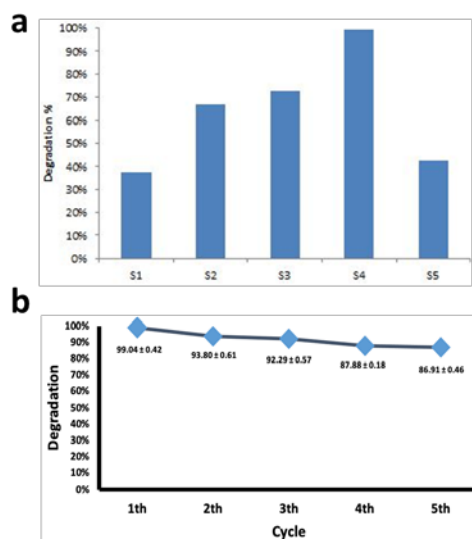 a
100%
90%
80%
70%
60%
50%
40%
30%
20%
10%
0%
Degradation %
S1 S2 S3 S4 S5
b
100%
90%
80%
70%
60%
50%
40%
30%
20%
10%
0%
Degradation
99.04 ± 0.42 93.80 ± 0.61 92.29 ± 0.57 87.88 ± 0.18 86.91 ± 0.46
1th 2th 3th 4th 5th
Cycle